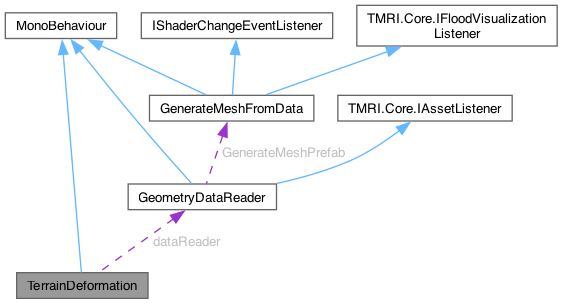 MonoBehaviour
IShaderChangeEventListener
TMRI.Core.IFloodVisualization
Listener
GenerateMeshFromData
TMRI.Core.IAssetListener
GenerateMeshPrefab
GeometryDataReader
dataReader
TerrainDeformation